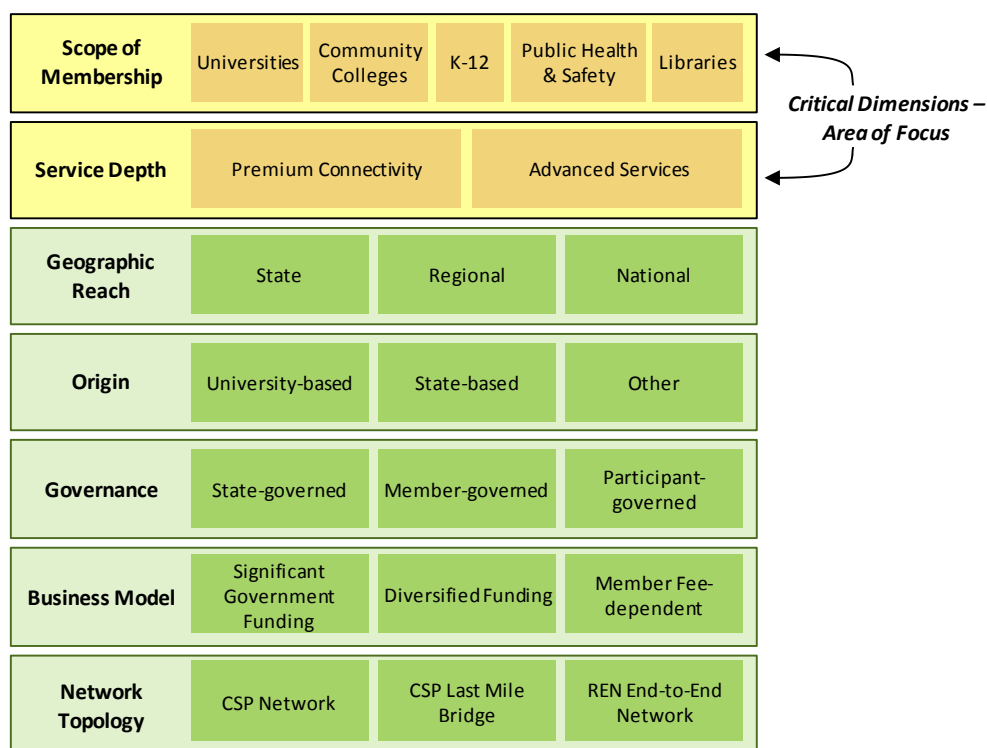 Scope of
Membership
Universities
Community
Colleges
K-12
Public Health
& Safety
Libraries
Critical Dimensions –
Area of Focus
Service Depth
Premium Connectivity
Advanced Services
Geographic
Reach
State
Regional
National
Origin
University-based
State-based
Other
Governance
State-governed
Member-governed
Participant-
governed
Business Model
Significant
Government
Funding
Diversified Funding
Member Fee-
dependent
Network
Topology
CSP Network
CSP Last Mile
Bridge
REN End-to-End
Network